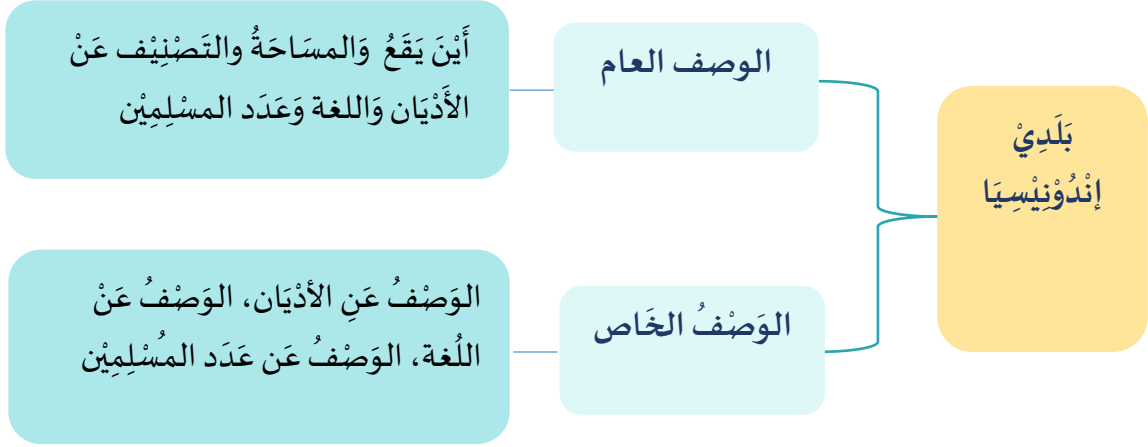 بَلَدِيْ
إنْدُوْنِيْسِيَا
الوصف العام
أَيْنَ يَقَعُ وَالمسَاحَةُ والتَصْنِيْف عَنْ
الأَدْيَان وَاللغة وَعَدَد المسْلِمِيْن
الوَصْفُ الخَاص
الوَصْفُ عَنِ الأدْيَان، الوَصْفُ عَنْ
اللُغة، الوَصْفُ عَن عَدَد المُسْلِمِيْن